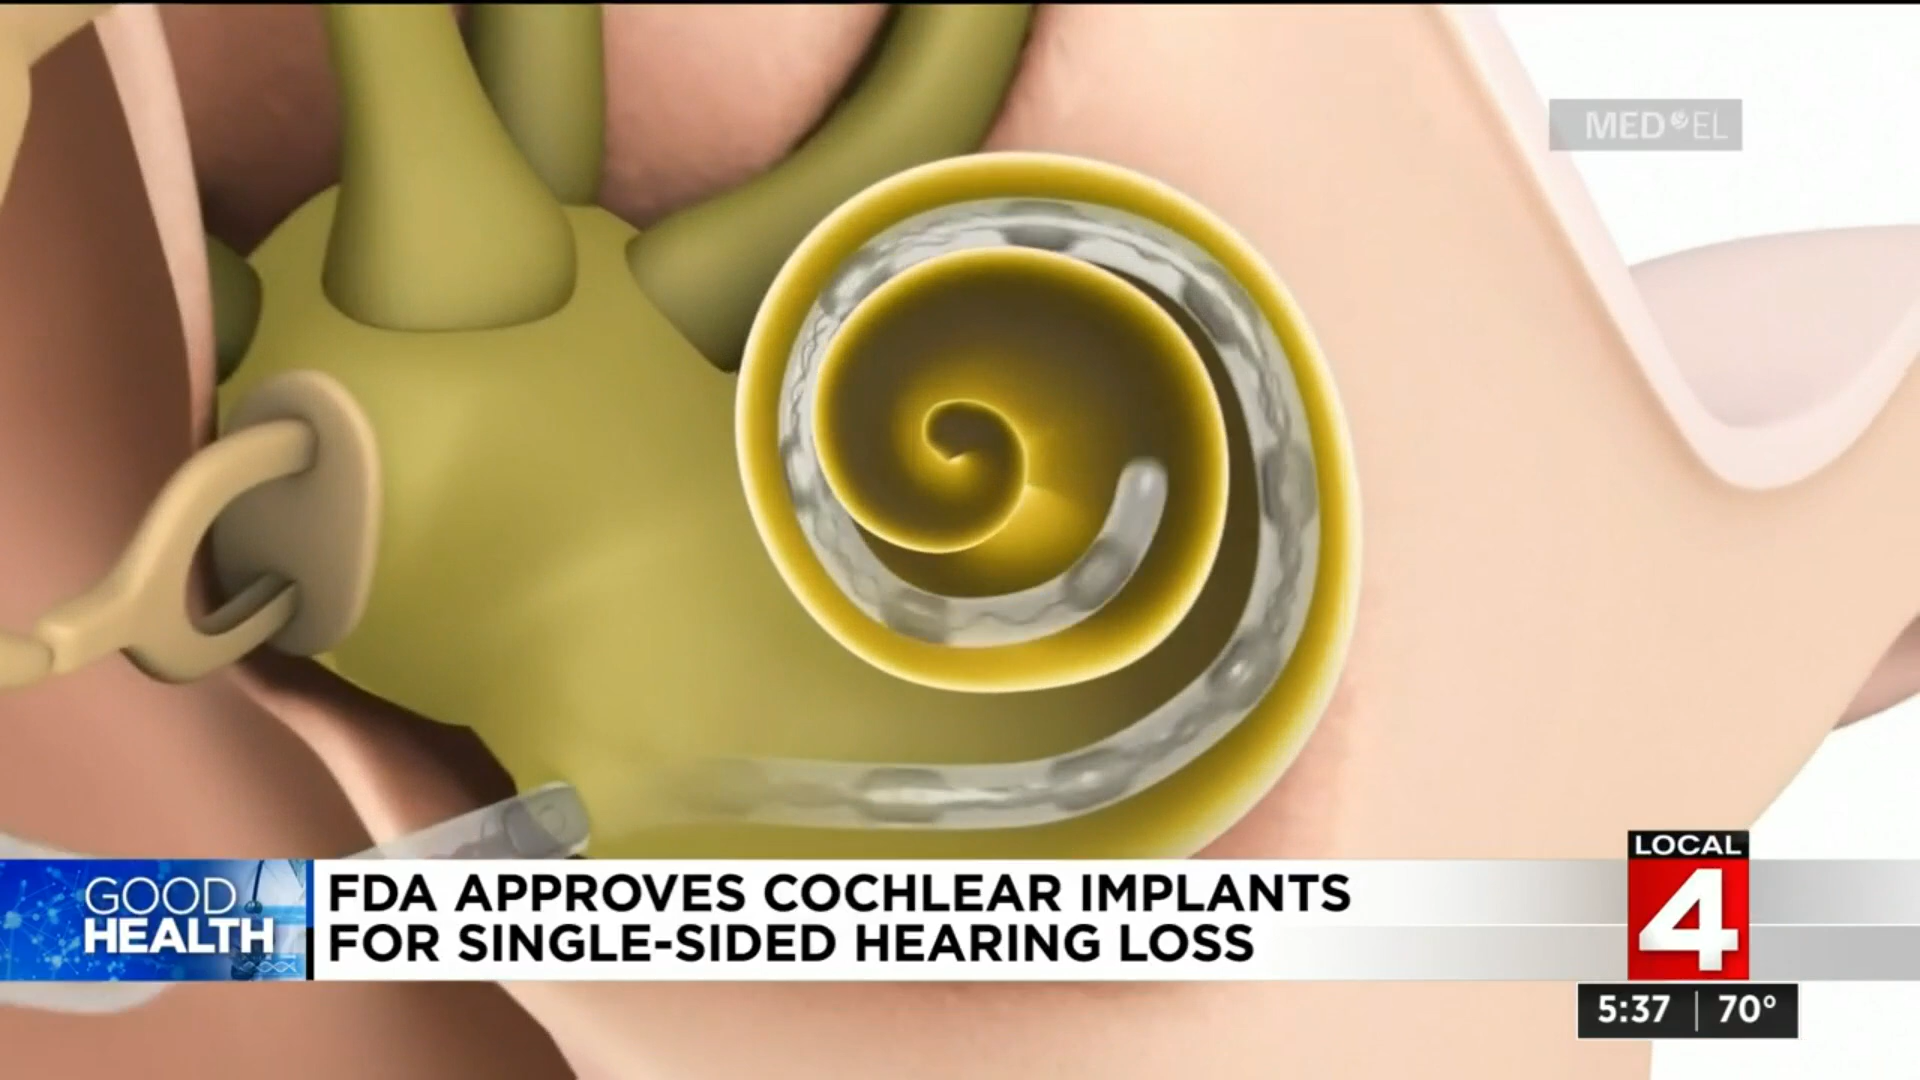 MED EL
GOOD
HEALTH
FDA APPROVES COCHLEAR IMPLANTS
FOR SINGLE-SIDED HEARING LOSS
LOCAL
4
5:37 | 70°